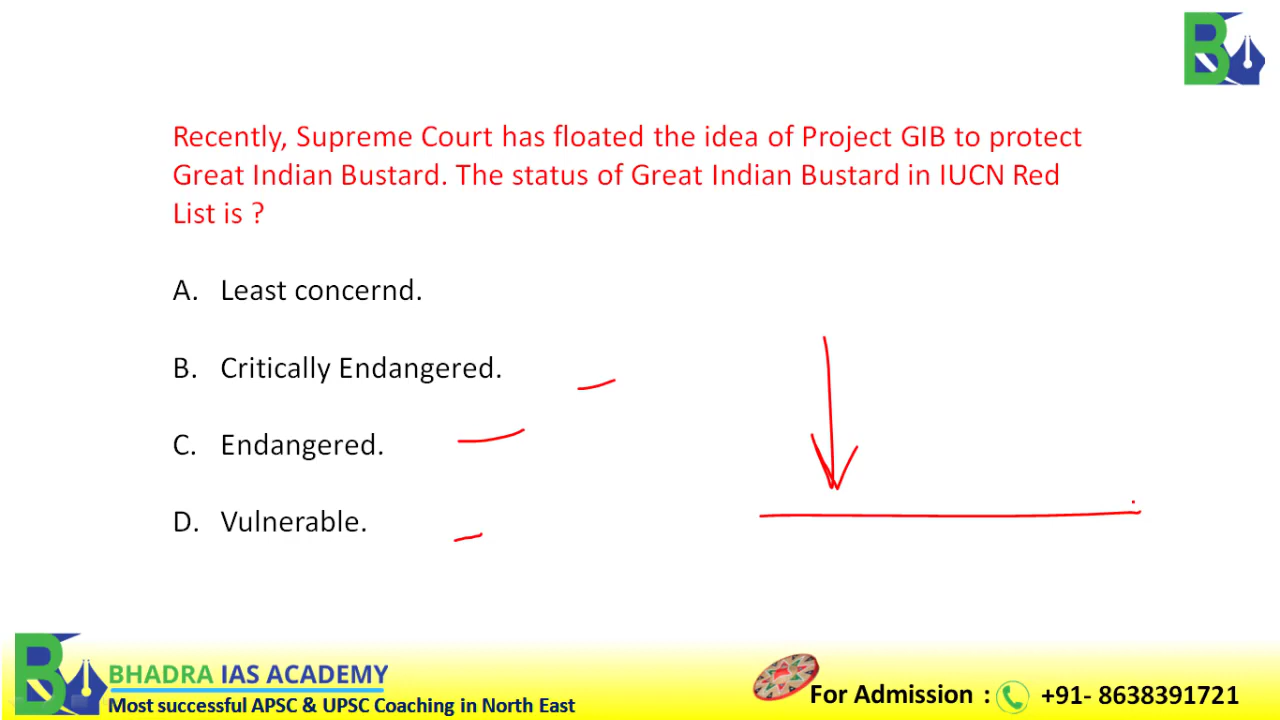 Recently, Supreme Court has floated the idea of Project GIB to protect
Great Indian Bustard. The status of Great Indian Bustard in IUCN Red
List is ?
A. Least concernd.
B. Critically Endangered.
C. Endangered.
D. Vulnerable.
BHADRA IAS ACADEMY
Most successful APSC & UPSC Coaching in North East
For Admission : +91- 8638391721